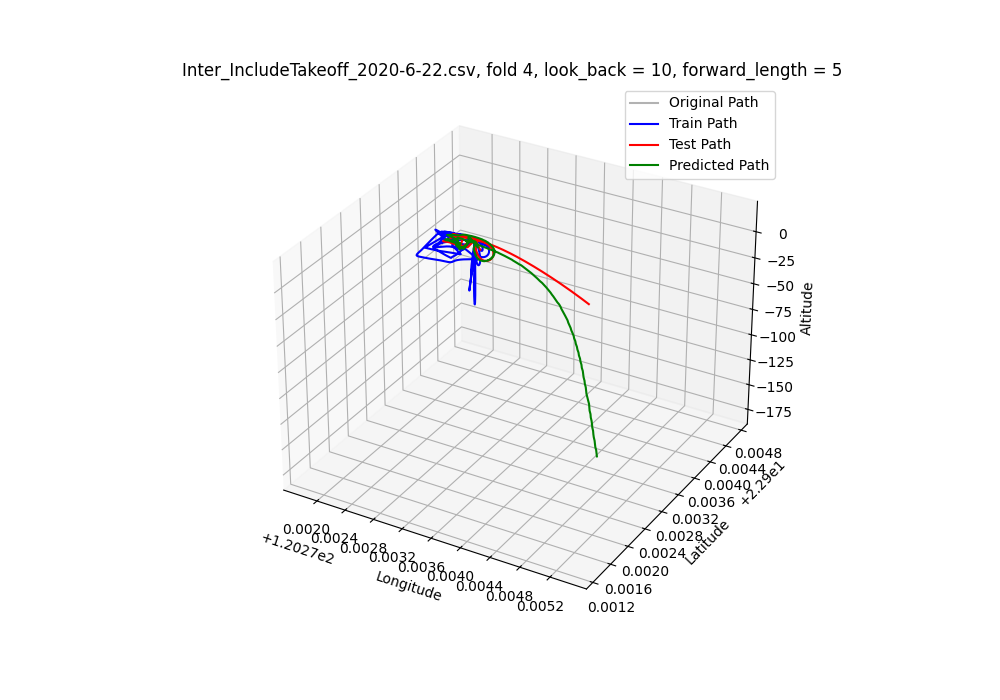 Inter_IncludeTakeoff_2020-6-22.csv, fold 4, look_back = 10, forward_length = 5
Original Path
Train Path
Test Path
Predicted Path
0
−25
−50
−75
−100
−125
−150
−175
Altitude
0.0048
0.0044
0.0040
0.0036
0.0032
0.0028
0.0024
0.0020
0.0016
0.0012
+2.29e1
Latitude
0.0020
0.0024
0.0028
0.0032
0.0036
0.0040
0.0044
0.0048
0.0052
+1.2027e2
Longitude